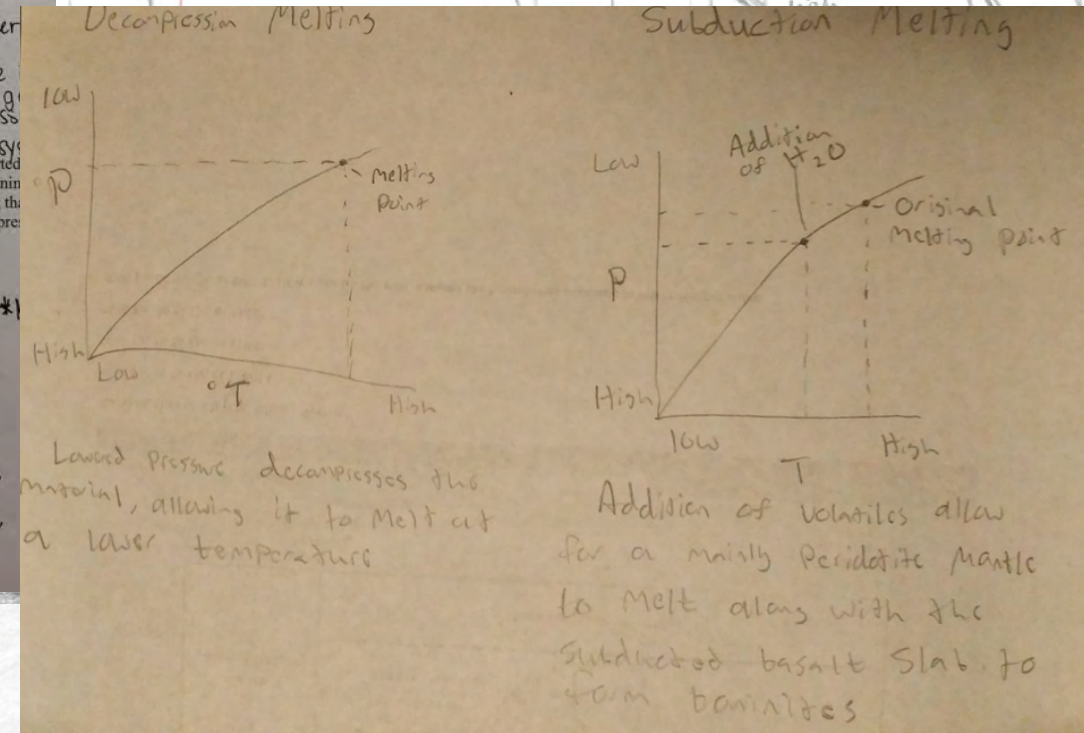 Decompression Melting
low
P
Melting
Point
High
Low
°T
High
Lowerd Pressure decompresses the
material, allowing it to Melt at
a lower temperature
Subduction Melting
Low
Addition
of H2O
Original
Melting Point
P
High
low
High
T
Addition of volatiles allow
for a mainly Peridotite Mantle
to Melt along with the
Subducted basalt Slab to
form boninites